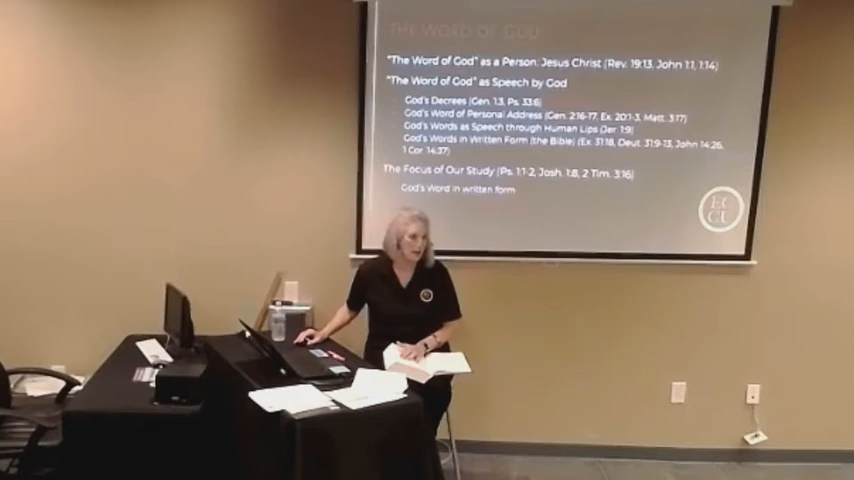 THE WORD OF GOD
"The Word of God" as a Person: Jesus Christ (Rev. 19:13, John 1:1, 1:14)
"The Word of God" as Speech by God
God's Decrees (Gen. 1:3, Ps. 33:6)
God's Word of Personal Address (Gen. 2:16-17, Ex. 20:1-3, Matt. 3:17)
God's Words as Speech through Human Lips (Jer 1:9)
God's Words in Written Form (the Bible) (Ex. 31:18, Deut. 31:9-13, John 14:26,
1 Cor. 14:37)
The Focus of Our Study (Ps. 1:1-2, Josh. 1:8, 2 Tim. 3:16)
God's Word in written form
EC
CU